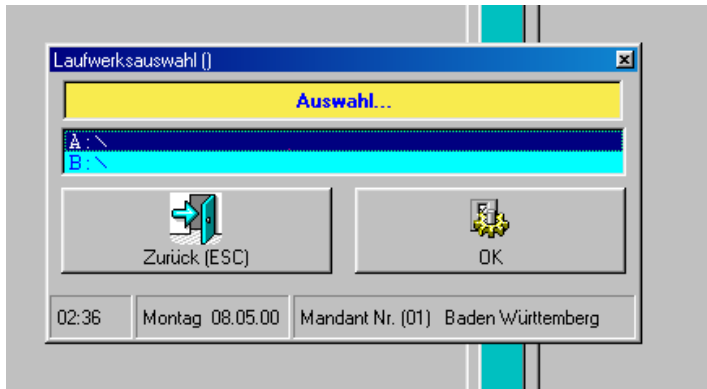 Laufwerksauswahl ()
Auswahl...
A:\
B:\
Zurück (ESC)
OK
02:36 Montag 08.05.00 Mandant Nr. (01) Baden Württemberg